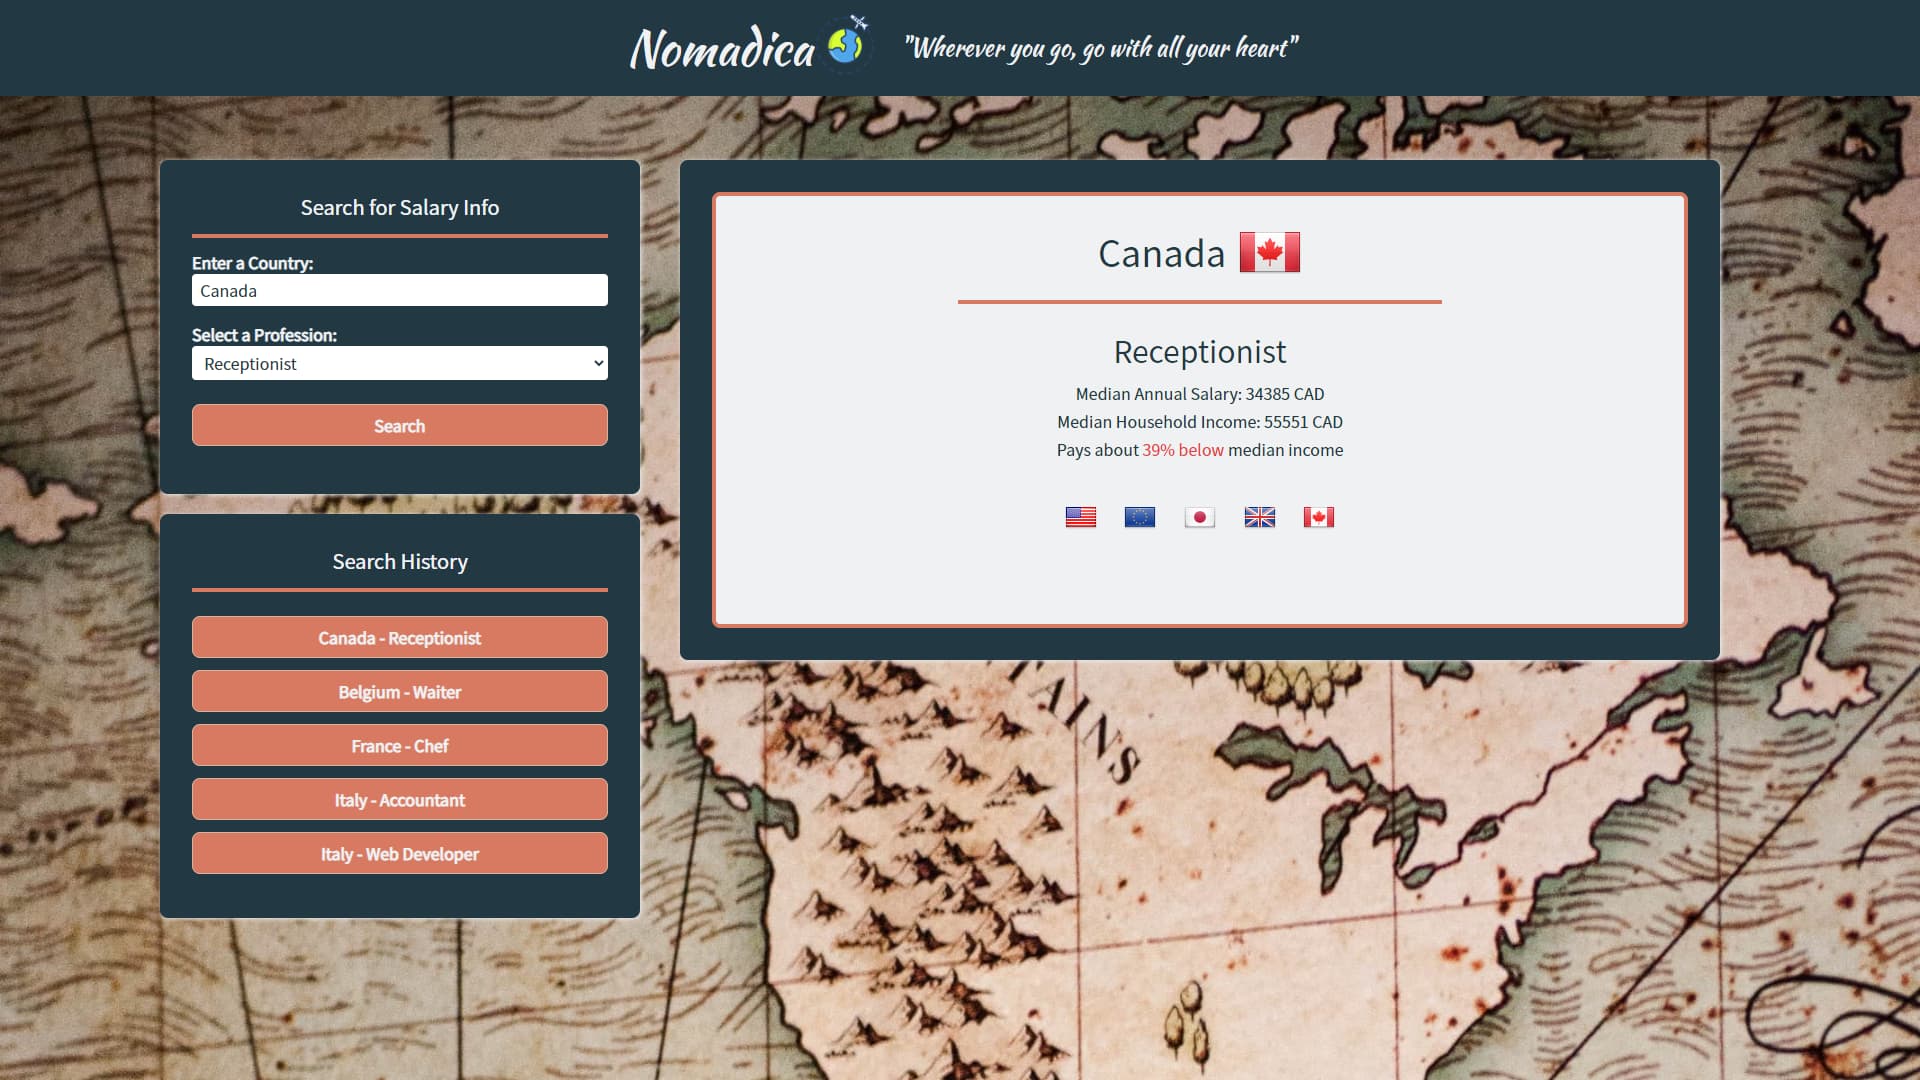 Nomadica
"Wherever you go, go with all your heart"
Search for Salary Info
Enter a Country:
Canada
Select a Profession:
Receptionist
Search
Search History
Canada - Receptionist
Belgium - Waiter
France - Chef
Italy - Accountant
Italy - Web Developer
Canada
Receptionist
Median Annual Salary: 34385 CAD
Median Household Income: 55551 CAD
Pays about 39% below median income
AINS